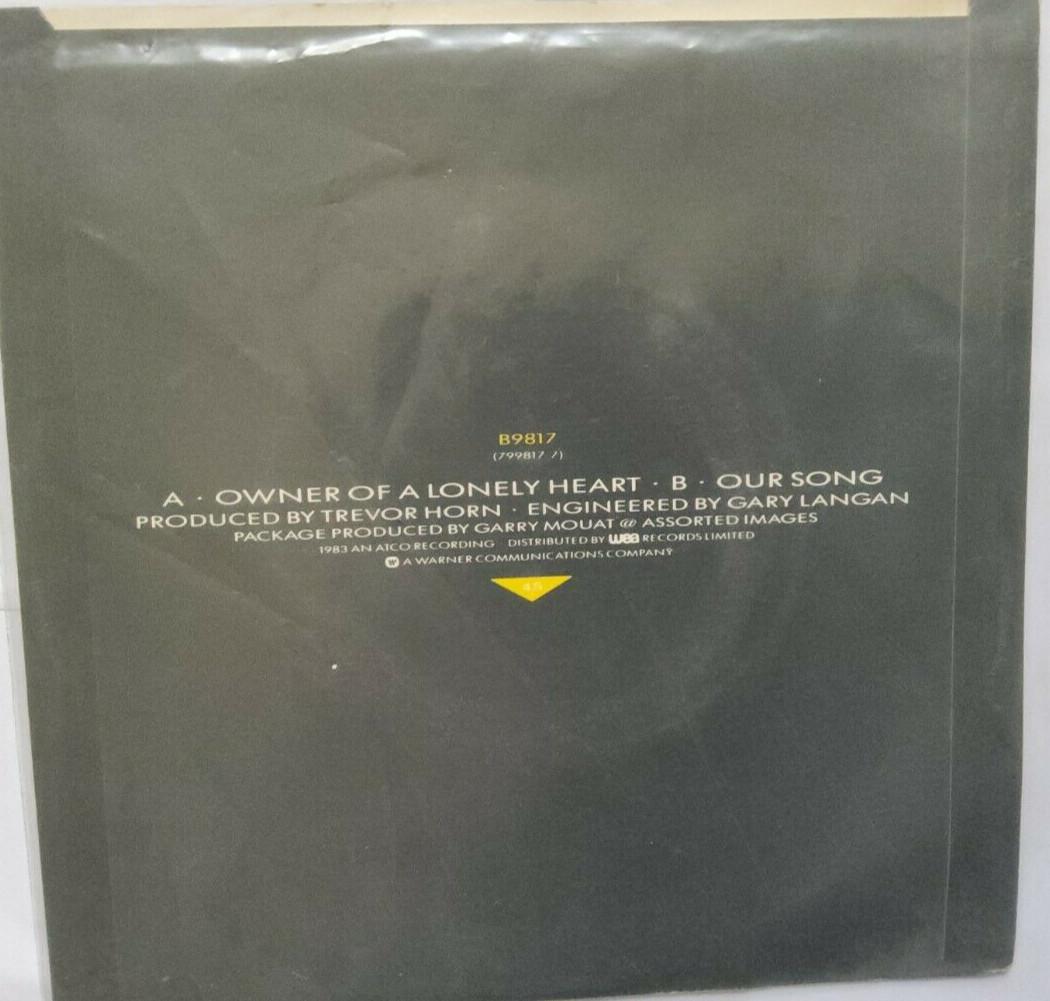 B9817
(799817 7)
A · OWNER OF A LONELY HEART · B · OUR SONG
PRODUCED BY TREVOR HORN · ENGINEERED BY GARY LANGAN
PACKAGE PRODUCED BY GARRY MOUAT @ ASSORTED IMAGES
1983 AN ATCO RECORDING DISTRIBUTED BY wea RECORDS LIMITED
w A WARNER COMMUNICATIONS COMPANY
45